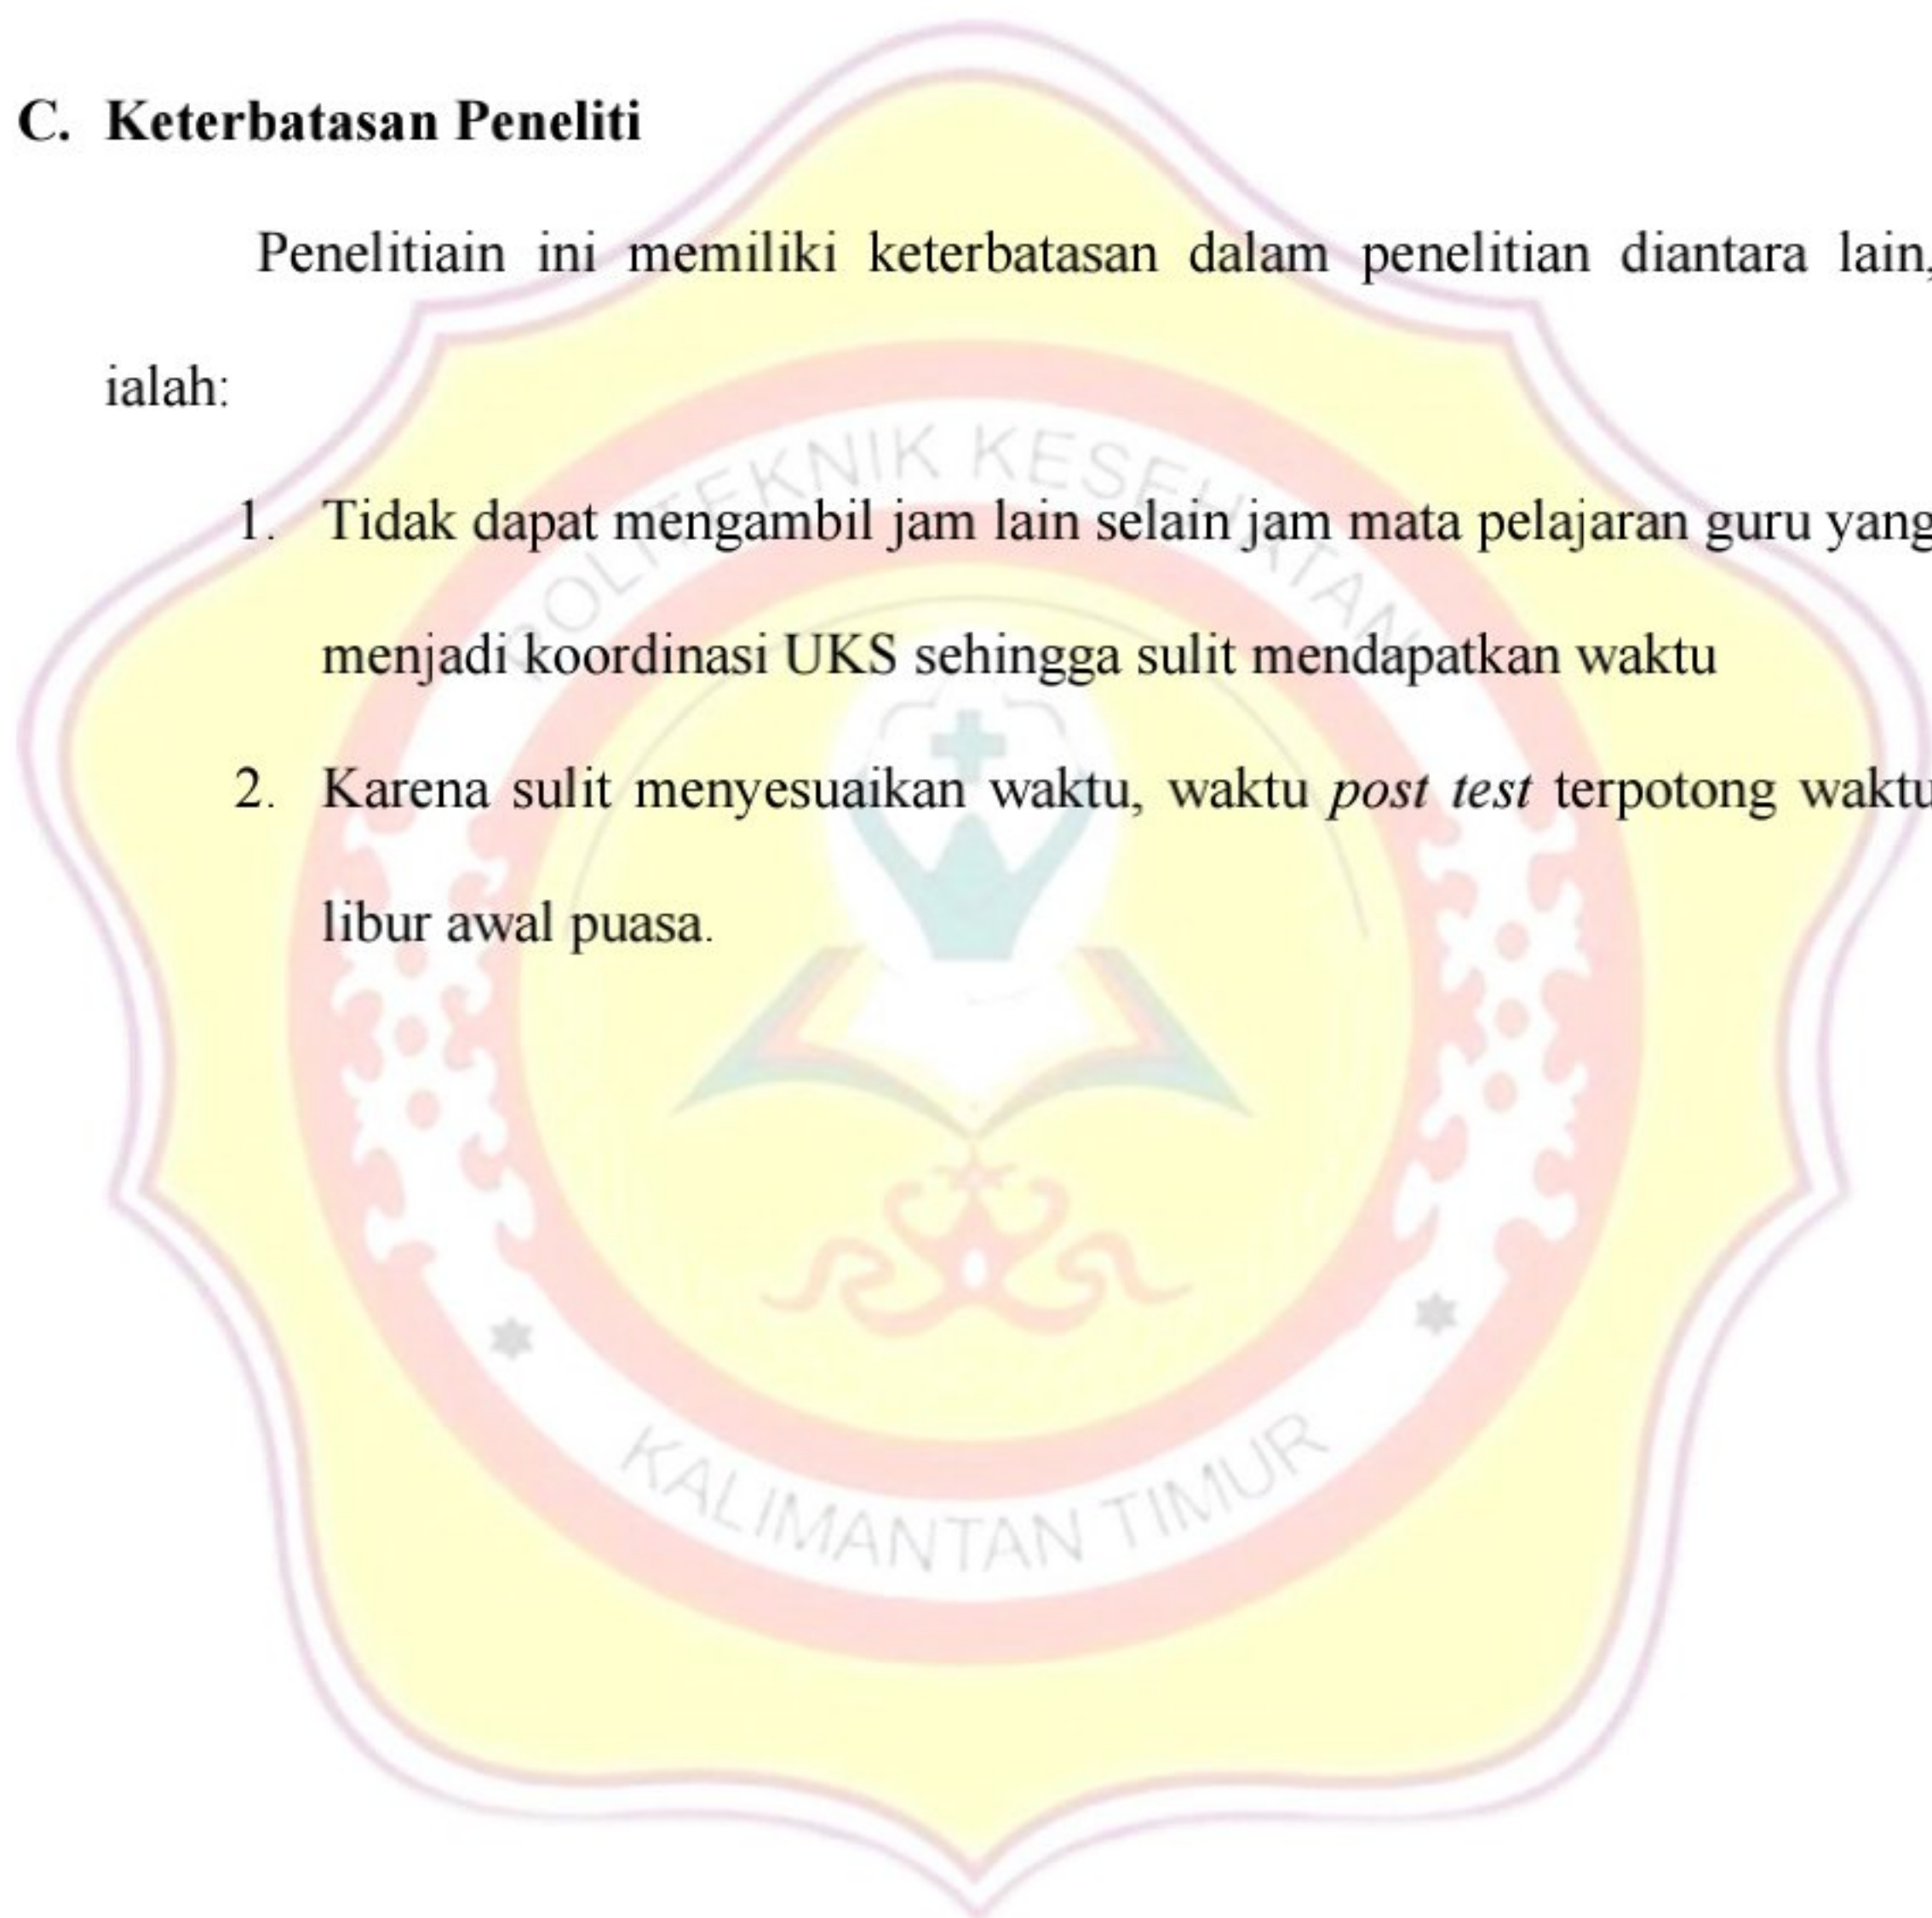 C. Keterbatasan Peneliti
Penelitiain ini memiliki keterbatasan dalam penelitian diantara lain,
ialah:
1. Tidak dapat mengambil jam lain selain jam mata pelajaran guru yang
menjadi koordinasi UKS sehingga sulit mendapatkan waktu
2. Karena sulit menyesuaikan waktu, waktu post test terpotong waktu
libur awal puasa.
POLITEKNIK KESEHATAN
KALIMANTAN TIMUR